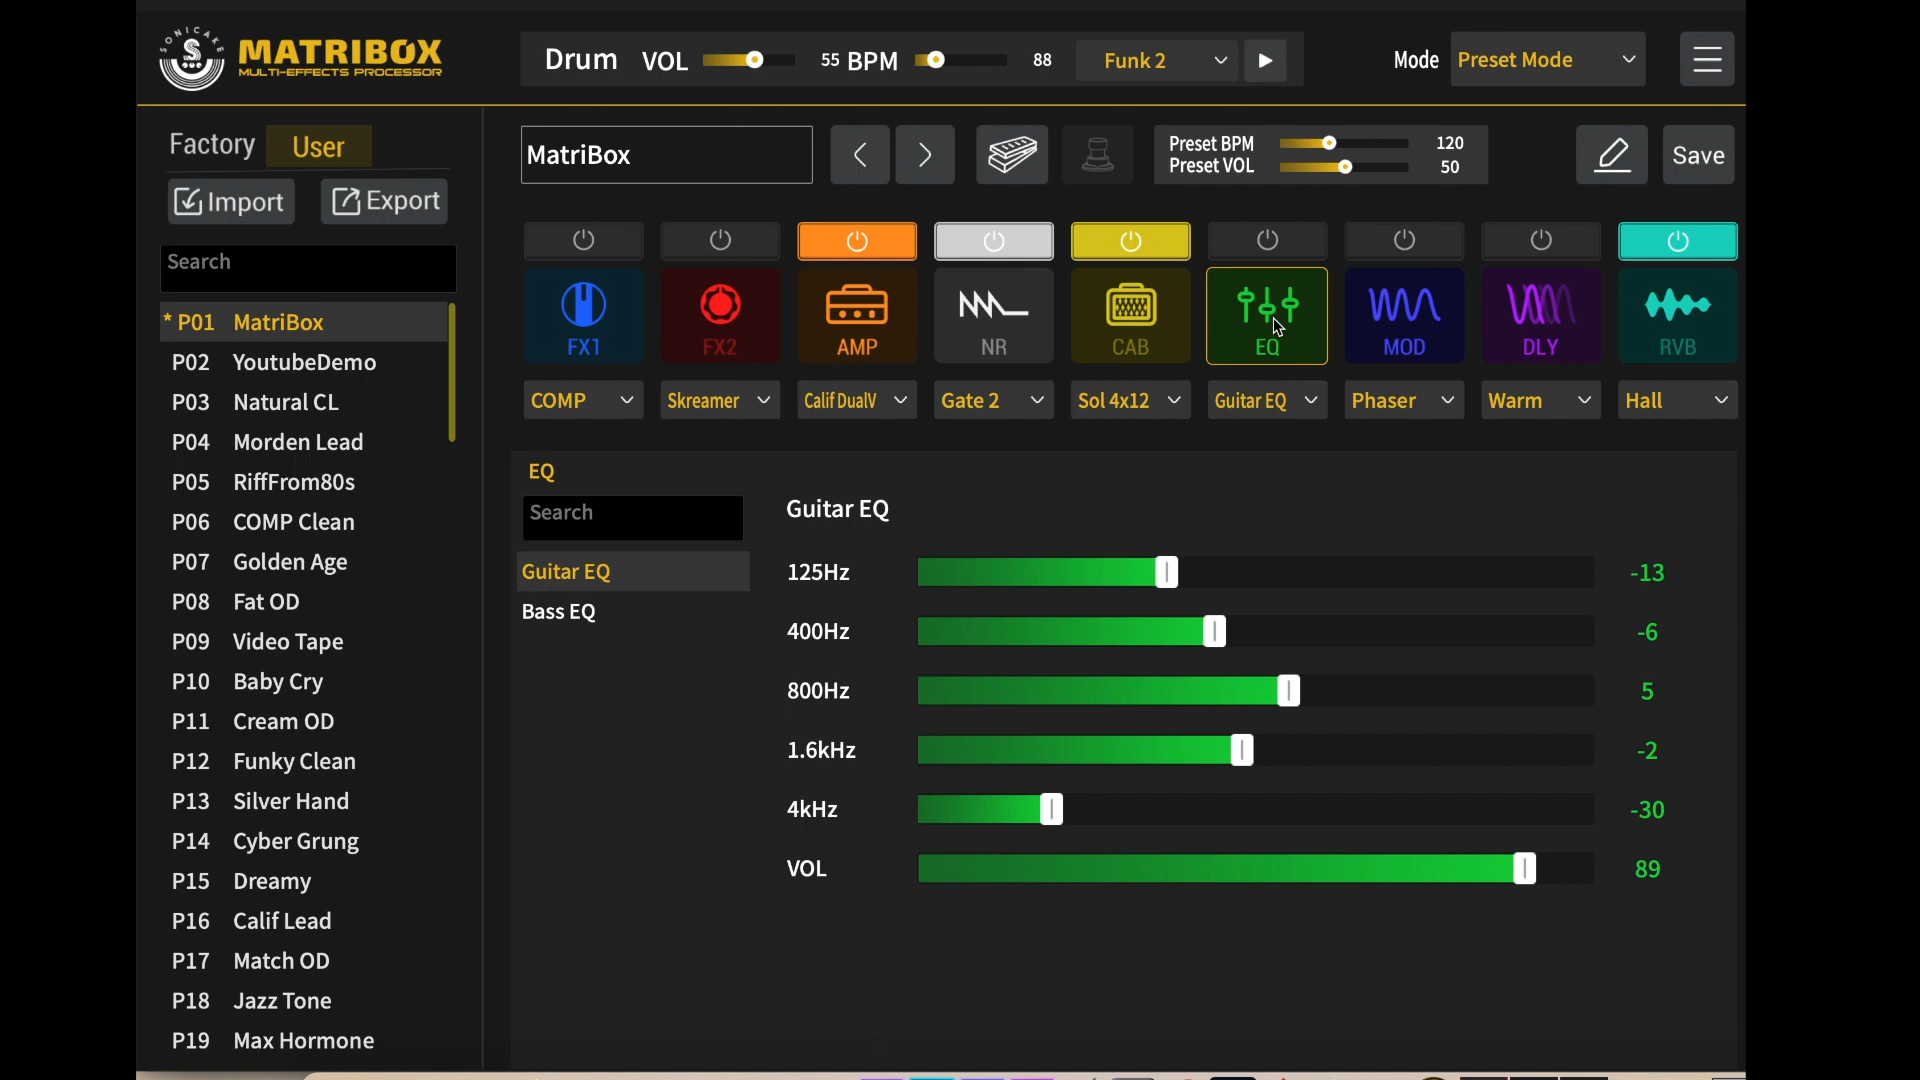 SONICAKE
MATRIBOX
MULTI-EFFECTS PROCESSOR
Drum VOL 55 BPM 88 Funk 2
Mode Preset Mode
Factory User
Import Export
Search
* P01 MatriBox
P02 YoutubeDemo
P03 Natural CL
P04 Morden Lead
P05 RiffFrom80s
P06 COMP Clean
P07 Golden Age
P08 Fat OD
P09 Video Tape
P10 Baby Cry
P11 Cream OD
P12 Funky Clean
P13 Silver Hand
P14 Cyber Grung
P15 Dreamy
P16 Calif Lead
P17 Match OD
P18 Jazz Tone
P19 Max Hormone
MatriBox
Preset BPM 120
Preset VOL 50
Save
FX1 FX2 AMP NR CAB EQ MOD DLY RVB
COMP Skreamer Calif DualV Gate 2 Sol 4x12 Guitar EQ Phaser Warm Hall
EQ
Search
Guitar EQ
Bass EQ
Guitar EQ
125Hz -13
400Hz -6
800Hz 5
1.6kHz -2
4kHz -30
VOL 89